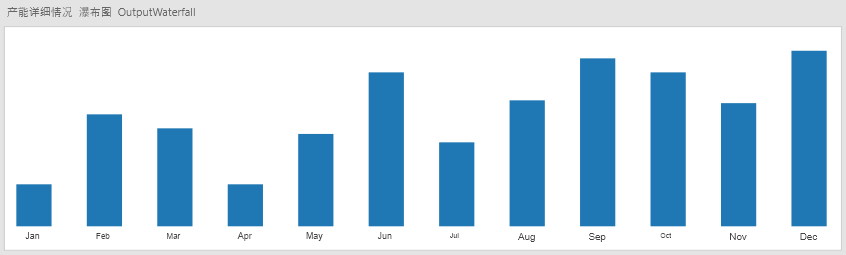 产能详细情况 瀑布图 OutputWaterfall
Jan Feb Mar Apr May Jun Jul Aug Sep Oct Nov Dec